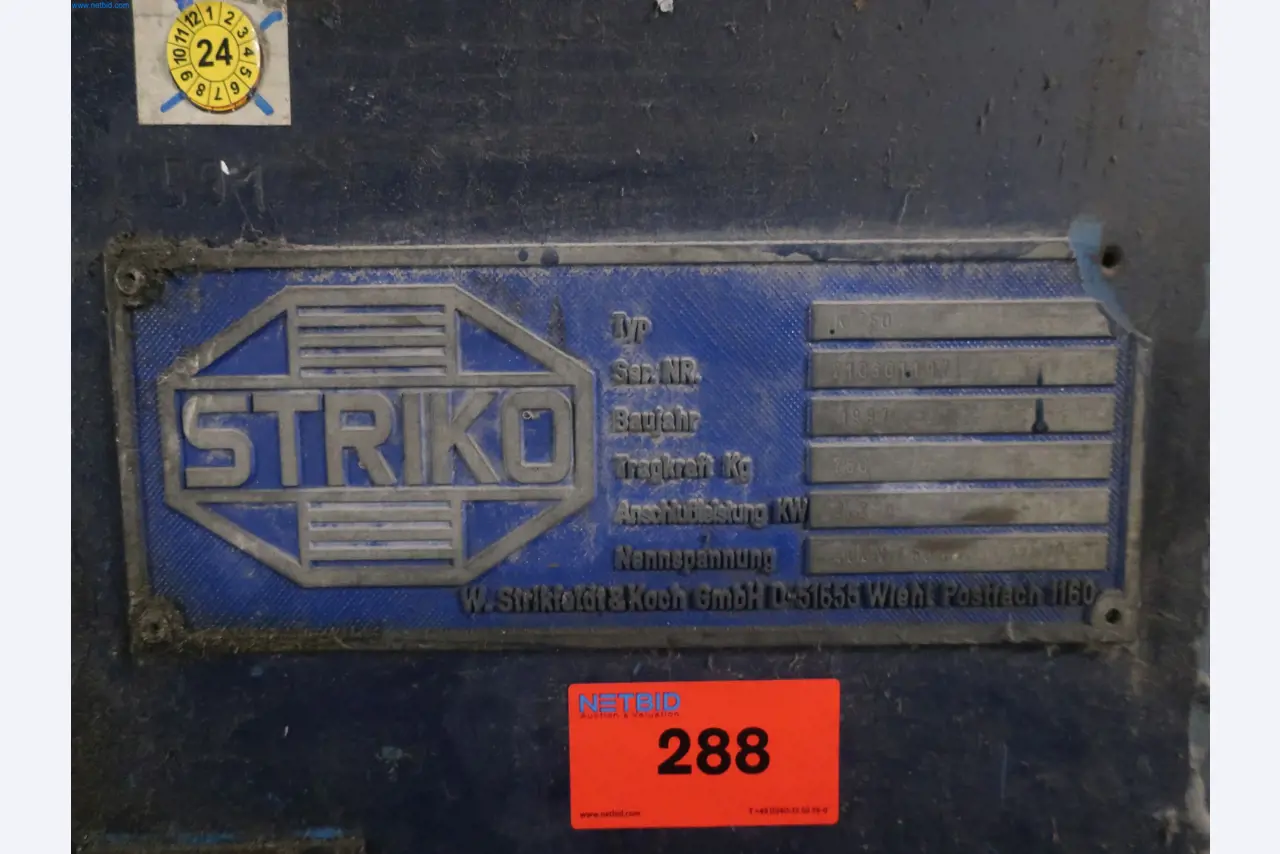 www.netbid.com
12 1 2 3 4 5 6 7 8 9 10 11
24
STRIKO
Typ
Ser. NR.
Baujahr 1997
Tragkraft Kg
Anschlußleistung KW
Nennspannung
W. Strikfeldt & Koch GmbH D-51655 Wiehl Postfach 1160
NETBID
Auction & Valuation
288
www.netbid.com